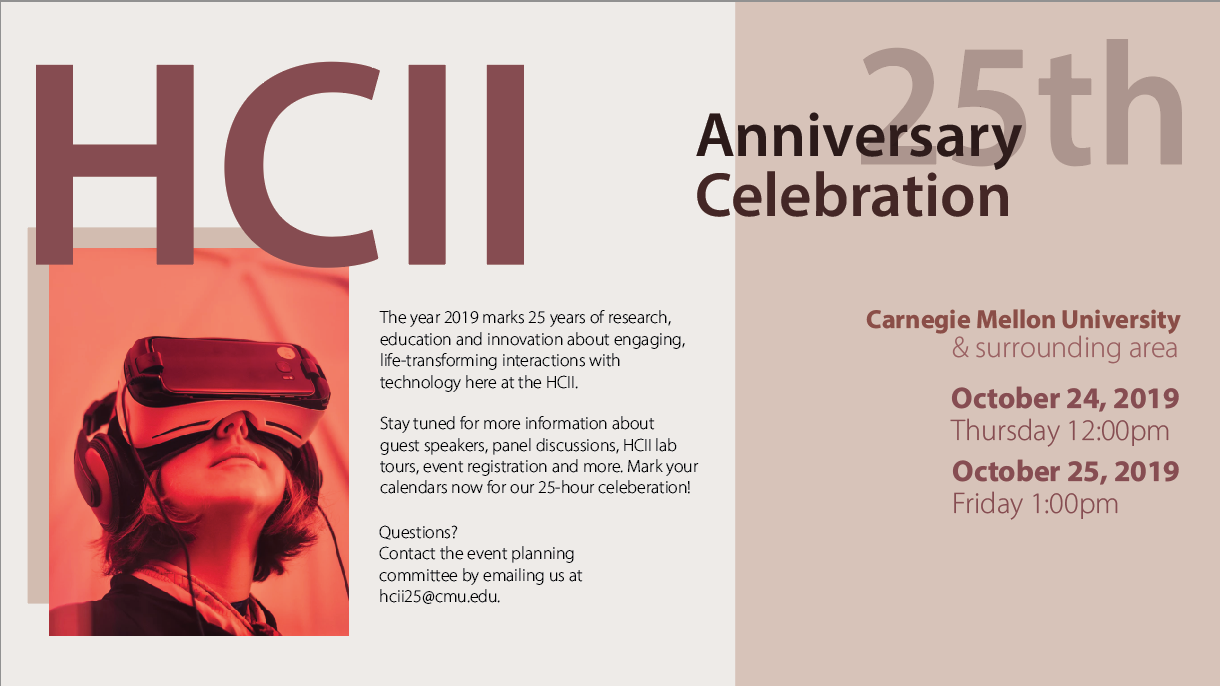 HCII
25th
Anniversary
Celebration
The year 2019 marks 25 years of research,
education and innovation about engaging,
life-transforming interactions with
technology here at the HCII.
Stay tuned for more information about
guest speakers, panel discussions, HCII lab
tours, event registration and more. Mark your
calendars now for our 25-hour celeberation!
Questions?
Contact the event planning
committee by emailing us at
hcii25@cmu.edu.
Carnegie Mellon University
& surrounding area
October 24, 2019
Thursday 12:00pm
October 25, 2019
Friday 1:00pm